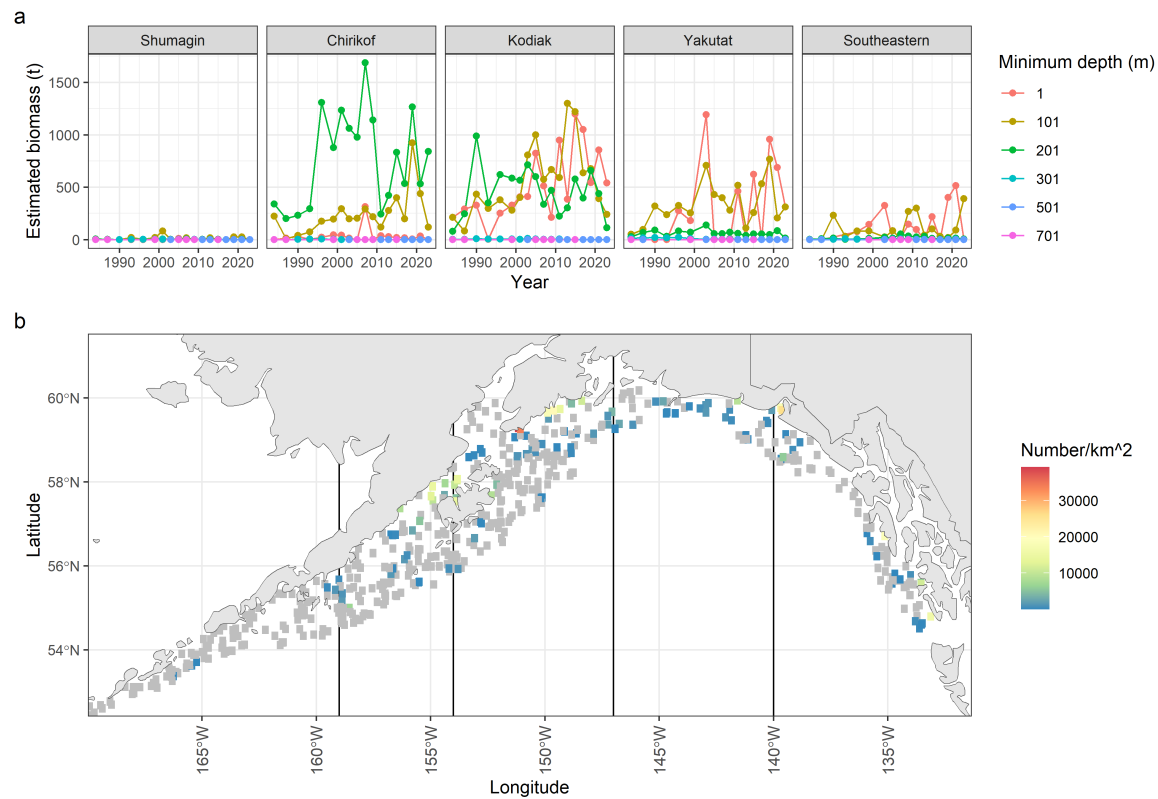 a
Shumagin Chirikof Kodiak Yakutat Southeastern
Estimated biomass (t)
1500
1000
500
0
1990 2000 2010 2020 1990 2000 2010 2020 1990 2000 2010 2020 1990 2000 2010 2020 1990 2000 2010 2020
Year
Minimum depth (m)
1
101
201
301
501
701
b
Latitude
60°N
58°N
56°N
54°N
165°W 160°W 155°W 150°W 145°W 140°W 135°W
Longitude
Number/km^2
30000
20000
10000